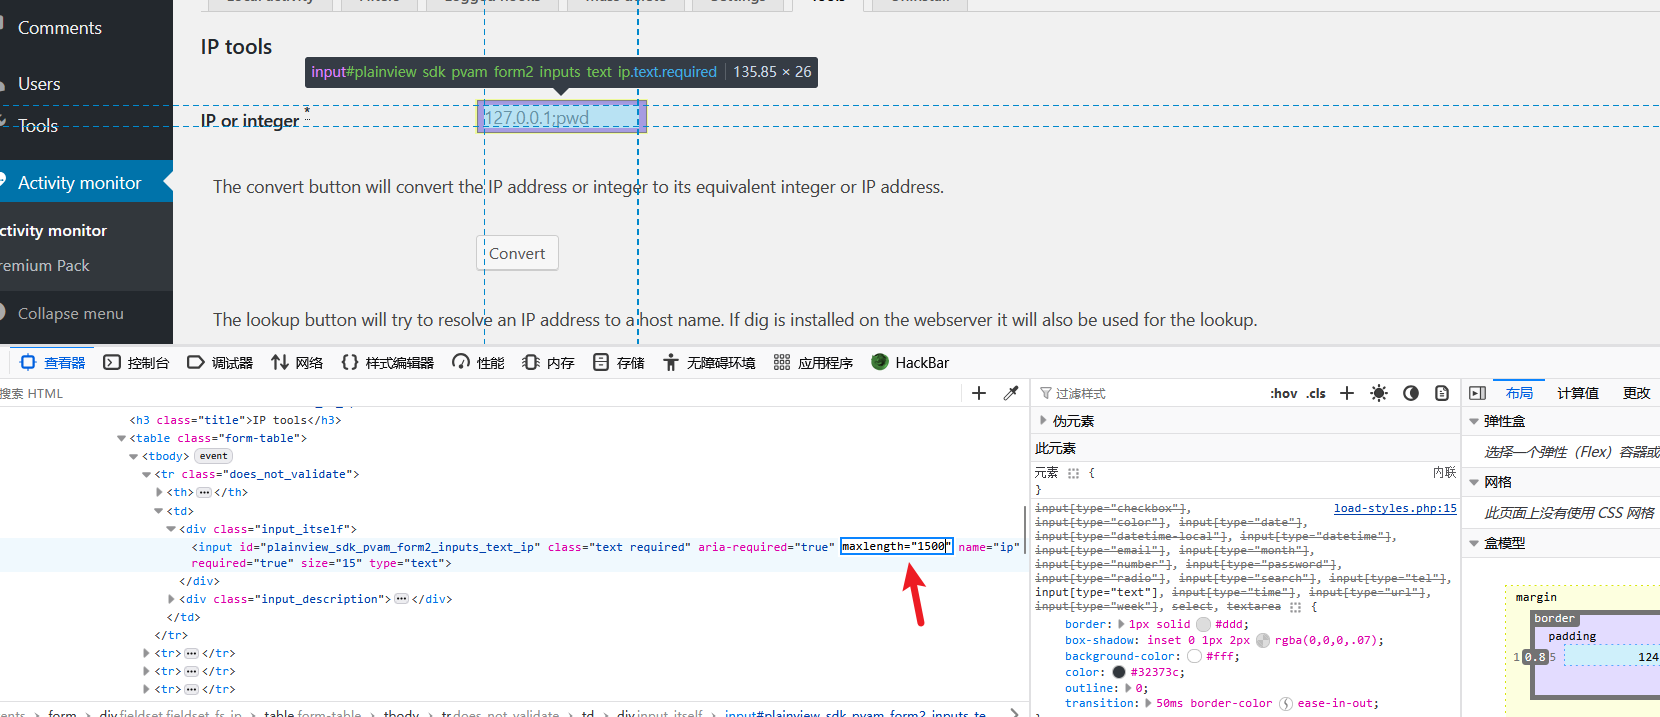 Comments
Users
Tools
Activity monitor
ctivity monitor
remium Pack
Collapse menu
Tools
IP tools
input#plainview_sdk_pvam_form2_inputs_text_ip.text.required 135.85 × 26
IP or integer *
127.0.0.1;pwd
The convert button will convert the IP address or integer to its equivalent integer or IP address.
Convert
The lookup button will try to resolve an IP address to a host name. If dig is installed on the webserver it will also be used for the lookup.
查看器 控制台 调试器 网络 样式编辑器 性能 内存 存储 无障碍环境 应用程序 HackBar
搜索 HTML
<h3 class="title">IP tools</h3>
<table class="form-table">
<tbody> event
<tr class="does_not_validate">
<th> ••• </th>
<td>
<div class="input_itself">
<input id="plainview_sdk_pvam_form2_inputs_text_ip" class="text required" aria-required="true" maxlength="1500" name="ip"
required="true" size="15" type="text">
</div>
<div class="input_description"> ••• </div>
</td>
</tr>
<tr> ••• </tr>
<tr> ••• </tr>
<tr> ••• </tr>
ents > form > div.fieldset.fieldset_fs_ip > table.form-table > tbody > tr.does_not_validate > td > div.input_itself > input#plainview_sdk_pvam_form2_inputs_te
过滤样式 :hov .cls
伪元素
此元素
元素 { 内联
}
input[type="checkbox"], load-styles.php:15
input[type="color"], input[type="date"],
input[type="datetime-local"], input[type="datetime"],
input[type="email"], input[type="month"],
input[type="number"], input[type="password"],
input[type="radio"], input[type="search"], input[type="tel"],
input[type="text"], input[type="time"], input[type="url"],
input[type="week"], select, textarea {
border: 1px solid #ddd;
box-shadow: inset 0 1px 2px rgba(0,0,0,.07);
background-color: #fff;
color: #32373c;
outline: 0;
transition: 50ms border-color ease-in-out;
布局 计算值 更改
弹性盒
选择一个弹性（Flex）容器或
网格
此页面上没有使用 CSS 网格
盒模型
margin
border
padding
1 0.8 5 124